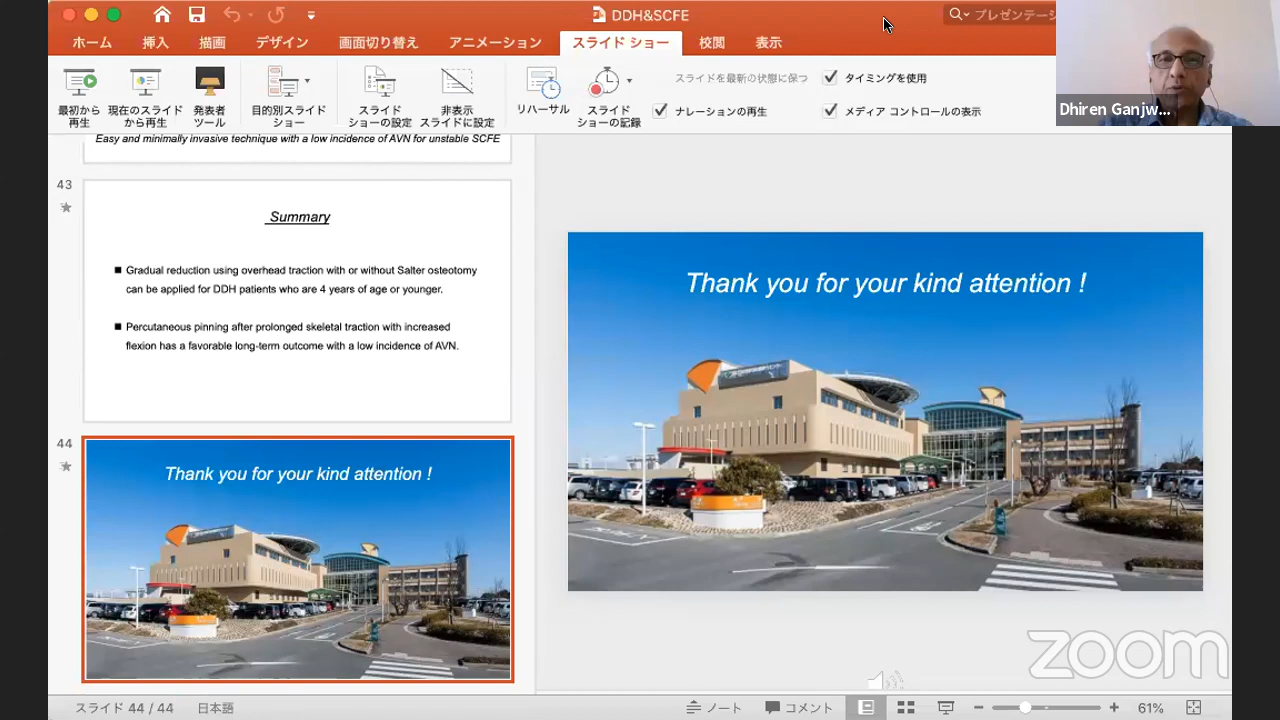 DDH&SCFE
プレゼンテーシ
ホーム 挿入 描画 デザイン 画面切り替え アニメーション スライド ショー 校閲 表示
最初から
再生
現在のスライド
から再生
発表者
ツール
目的別スライド
ショー
スライド
ショーの設定
非表示
スライドに設定
リハーサル
スライド
ショーの記録
スライドを最新の状態に保つ
タイミングを使用
ナレーションの再生
メディア コントロールの表示
Dhiren Ganjw...
Easy and minimally invasive technique with a low incidence of AVN for unstable SCFE
43
Summary
Gradual reduction using overhead traction with or without Salter osteotomy
can be applied for DDH patients who are 4 years of age or younger.
Percutaneous pinning after prolonged skeletal traction with increased
flexion has a favorable long-term outcome with a low incidence of AVN.
44
Thank you for your kind attention !
Thank you for your kind attention !
zoom
スライド 44 / 44
日本語
ノート
コメント
61%